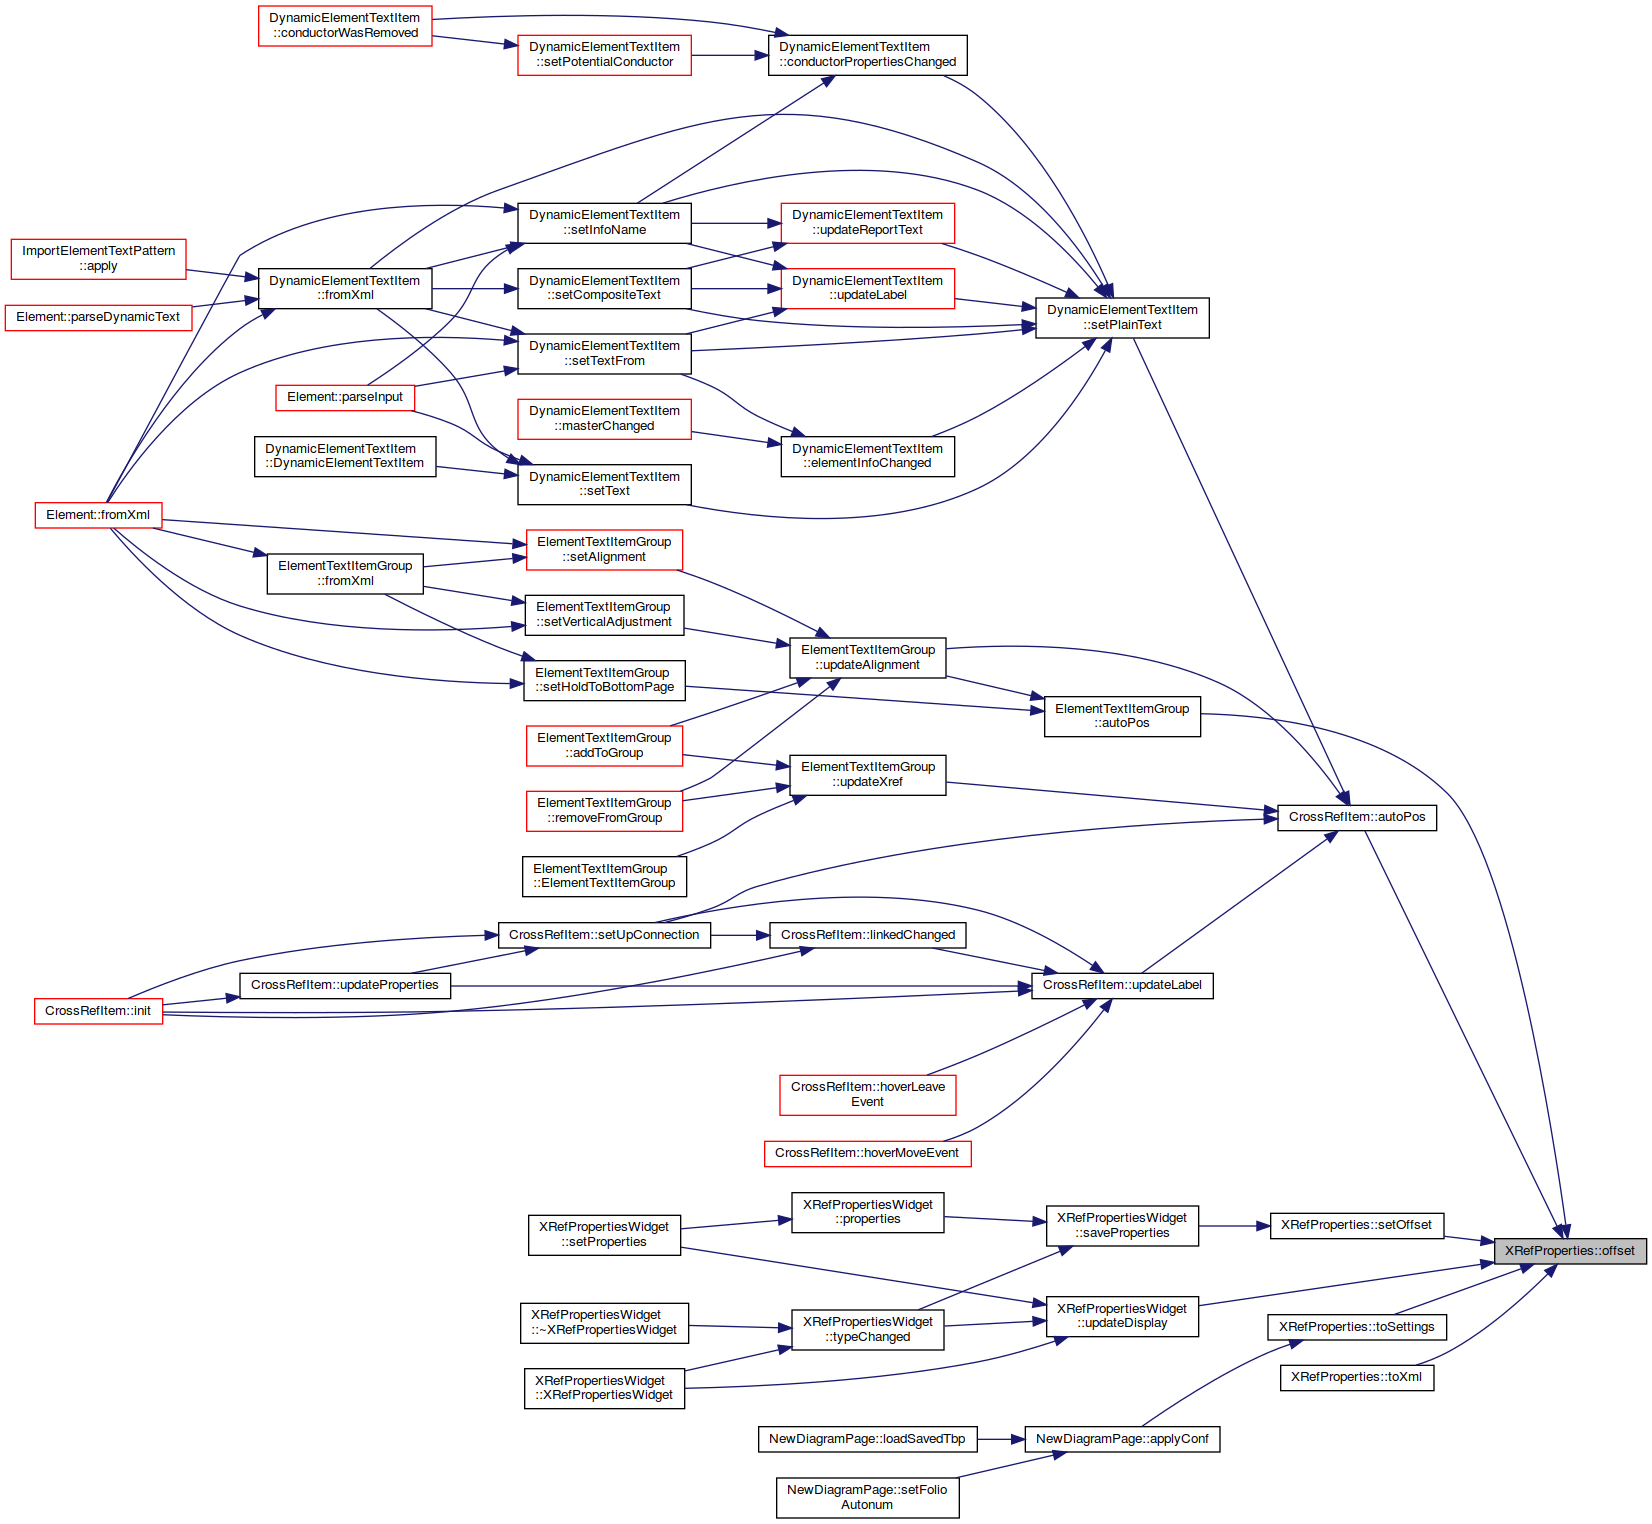 DynamicElementTextItem
::conductorWasRemoved
DynamicElementTextItem
::setPotentialConductor
DynamicElementTextItem
::conductorPropertiesChanged
DynamicElementTextItem
::setInfoName
DynamicElementTextItem
::updateReportText
ImportElementTextPattern
::apply
DynamicElementTextItem
::fromXml
DynamicElementTextItem
::setCompositeText
DynamicElementTextItem
::updateLabel
Element::parseDynamicText
DynamicElementTextItem
::setPlainText
DynamicElementTextItem
::setTextFrom
Element::parseInput
DynamicElementTextItem
::masterChanged
DynamicElementTextItem
::DynamicElementTextItem
DynamicElementTextItem
::elementInfoChanged
DynamicElementTextItem
::setText
Element::fromXml
ElementTextItemGroup
::setAlignment
ElementTextItemGroup
::fromXml
ElementTextItemGroup
::setVerticalAdjustment
ElementTextItemGroup
::updateAlignment
ElementTextItemGroup
::setHoldToBottomPage
ElementTextItemGroup
::autoPos
ElementTextItemGroup
::addToGroup
ElementTextItemGroup
::updateXref
ElementTextItemGroup
::removeFromGroup
CrossRefItem::autoPos
ElementTextItemGroup
::ElementTextItemGroup
CrossRefItem::setUpConnection
CrossRefItem::linkedChanged
CrossRefItem::updateProperties
CrossRefItem::updateLabel
CrossRefItem::init
CrossRefItem::hoverLeave
Event
CrossRefItem::hoverMoveEvent
XRefPropertiesWidget
::properties
XRefPropertiesWidget
::setProperties
XRefPropertiesWidget
::saveProperties
XRefProperties::setOffset
XRefProperties::offset
XRefPropertiesWidget
::~XRefPropertiesWidget
XRefPropertiesWidget
::typeChanged
XRefPropertiesWidget
::updateDisplay
XRefProperties::toSettings
XRefPropertiesWidget
::XRefPropertiesWidget
XRefProperties::toXml
NewDiagramPage::loadSavedTbp
NewDiagramPage::applyConf
NewDiagramPage::setFolio
Autonum